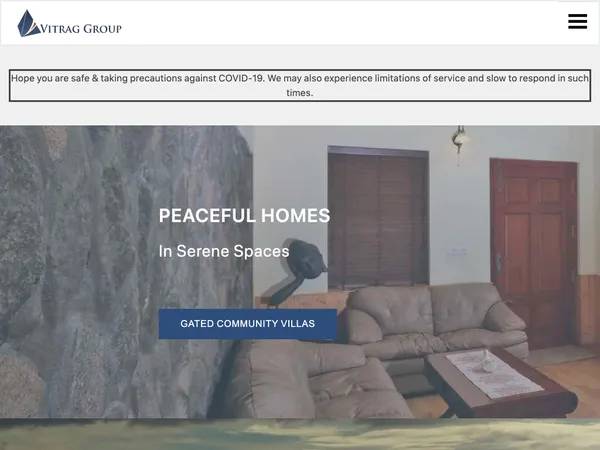 VITRAG GROUP
Hope you are safe & taking precautions against COVID-19. We may also experience limitations of service and slow to respond in such
times.
PEACEFUL HOMES
In Serene Spaces
GATED COMMUNITY VILLAS